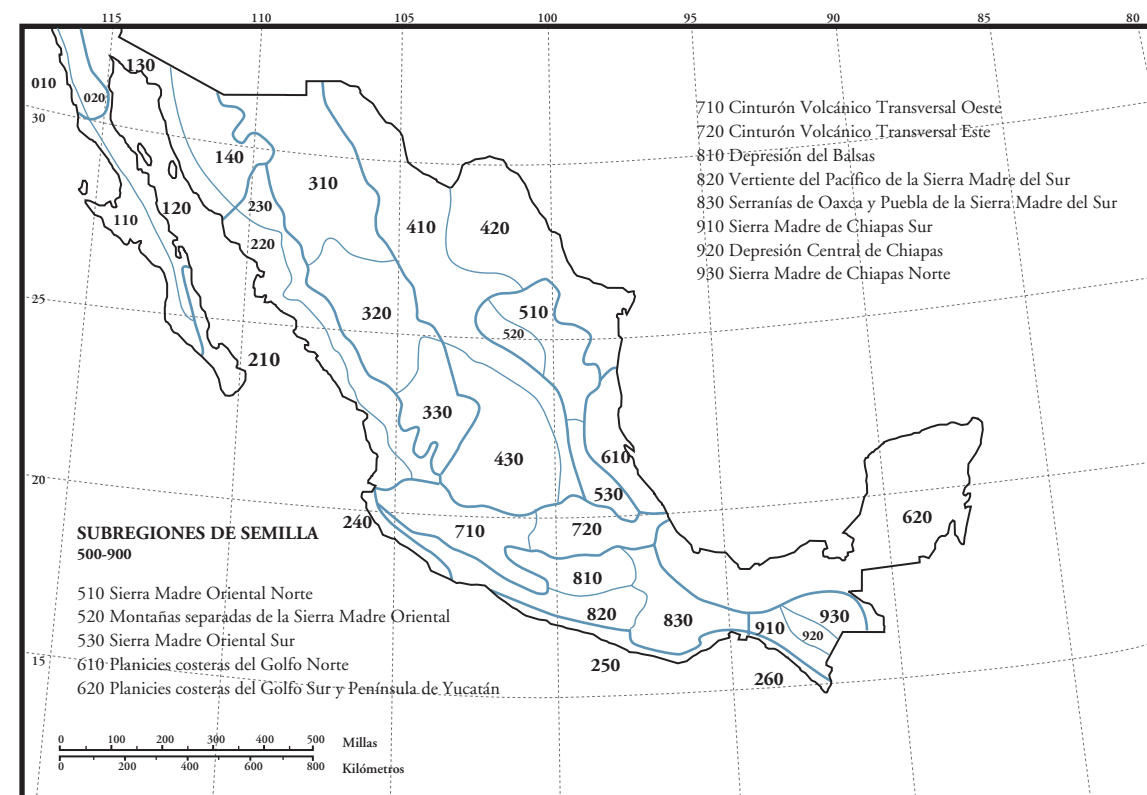 115 110 105 100 95 90 85 80
130
010
020
30
140
310
230
110
120
220
410
420
25
320
510
520
210
330
430
610
530
20
240
710
720
620
810
820
830
910
920
930
15
250
260
710 Cinturón Volcánico Transversal Oeste
720 Cinturón Volcánico Transversal Este
810 Depresión del Balsas
820 Vertiente del Pacífico de la Sierra Madre del Sur
830 Serranías de Oaxca y Puebla de la Sierra Madre del Sur
910 Sierra Madre de Chiapas Sur
920 Depresión Central de Chiapas
930 Sierra Madre de Chiapas Norte
SUBREGIONES DE SEMILLA
500-900
510 Sierra Madre Oriental Norte
520 Montañas separadas de la Sierra Madre Oriental
530 Sierra Madre Oriental Sur
610 Planicies costeras del Golfo Norte
620 Planicies costeras del Golfo Sur y Península de Yucatán
0 100 200 300 400 500 Millas
0 200 400 600 800 Kilómetros